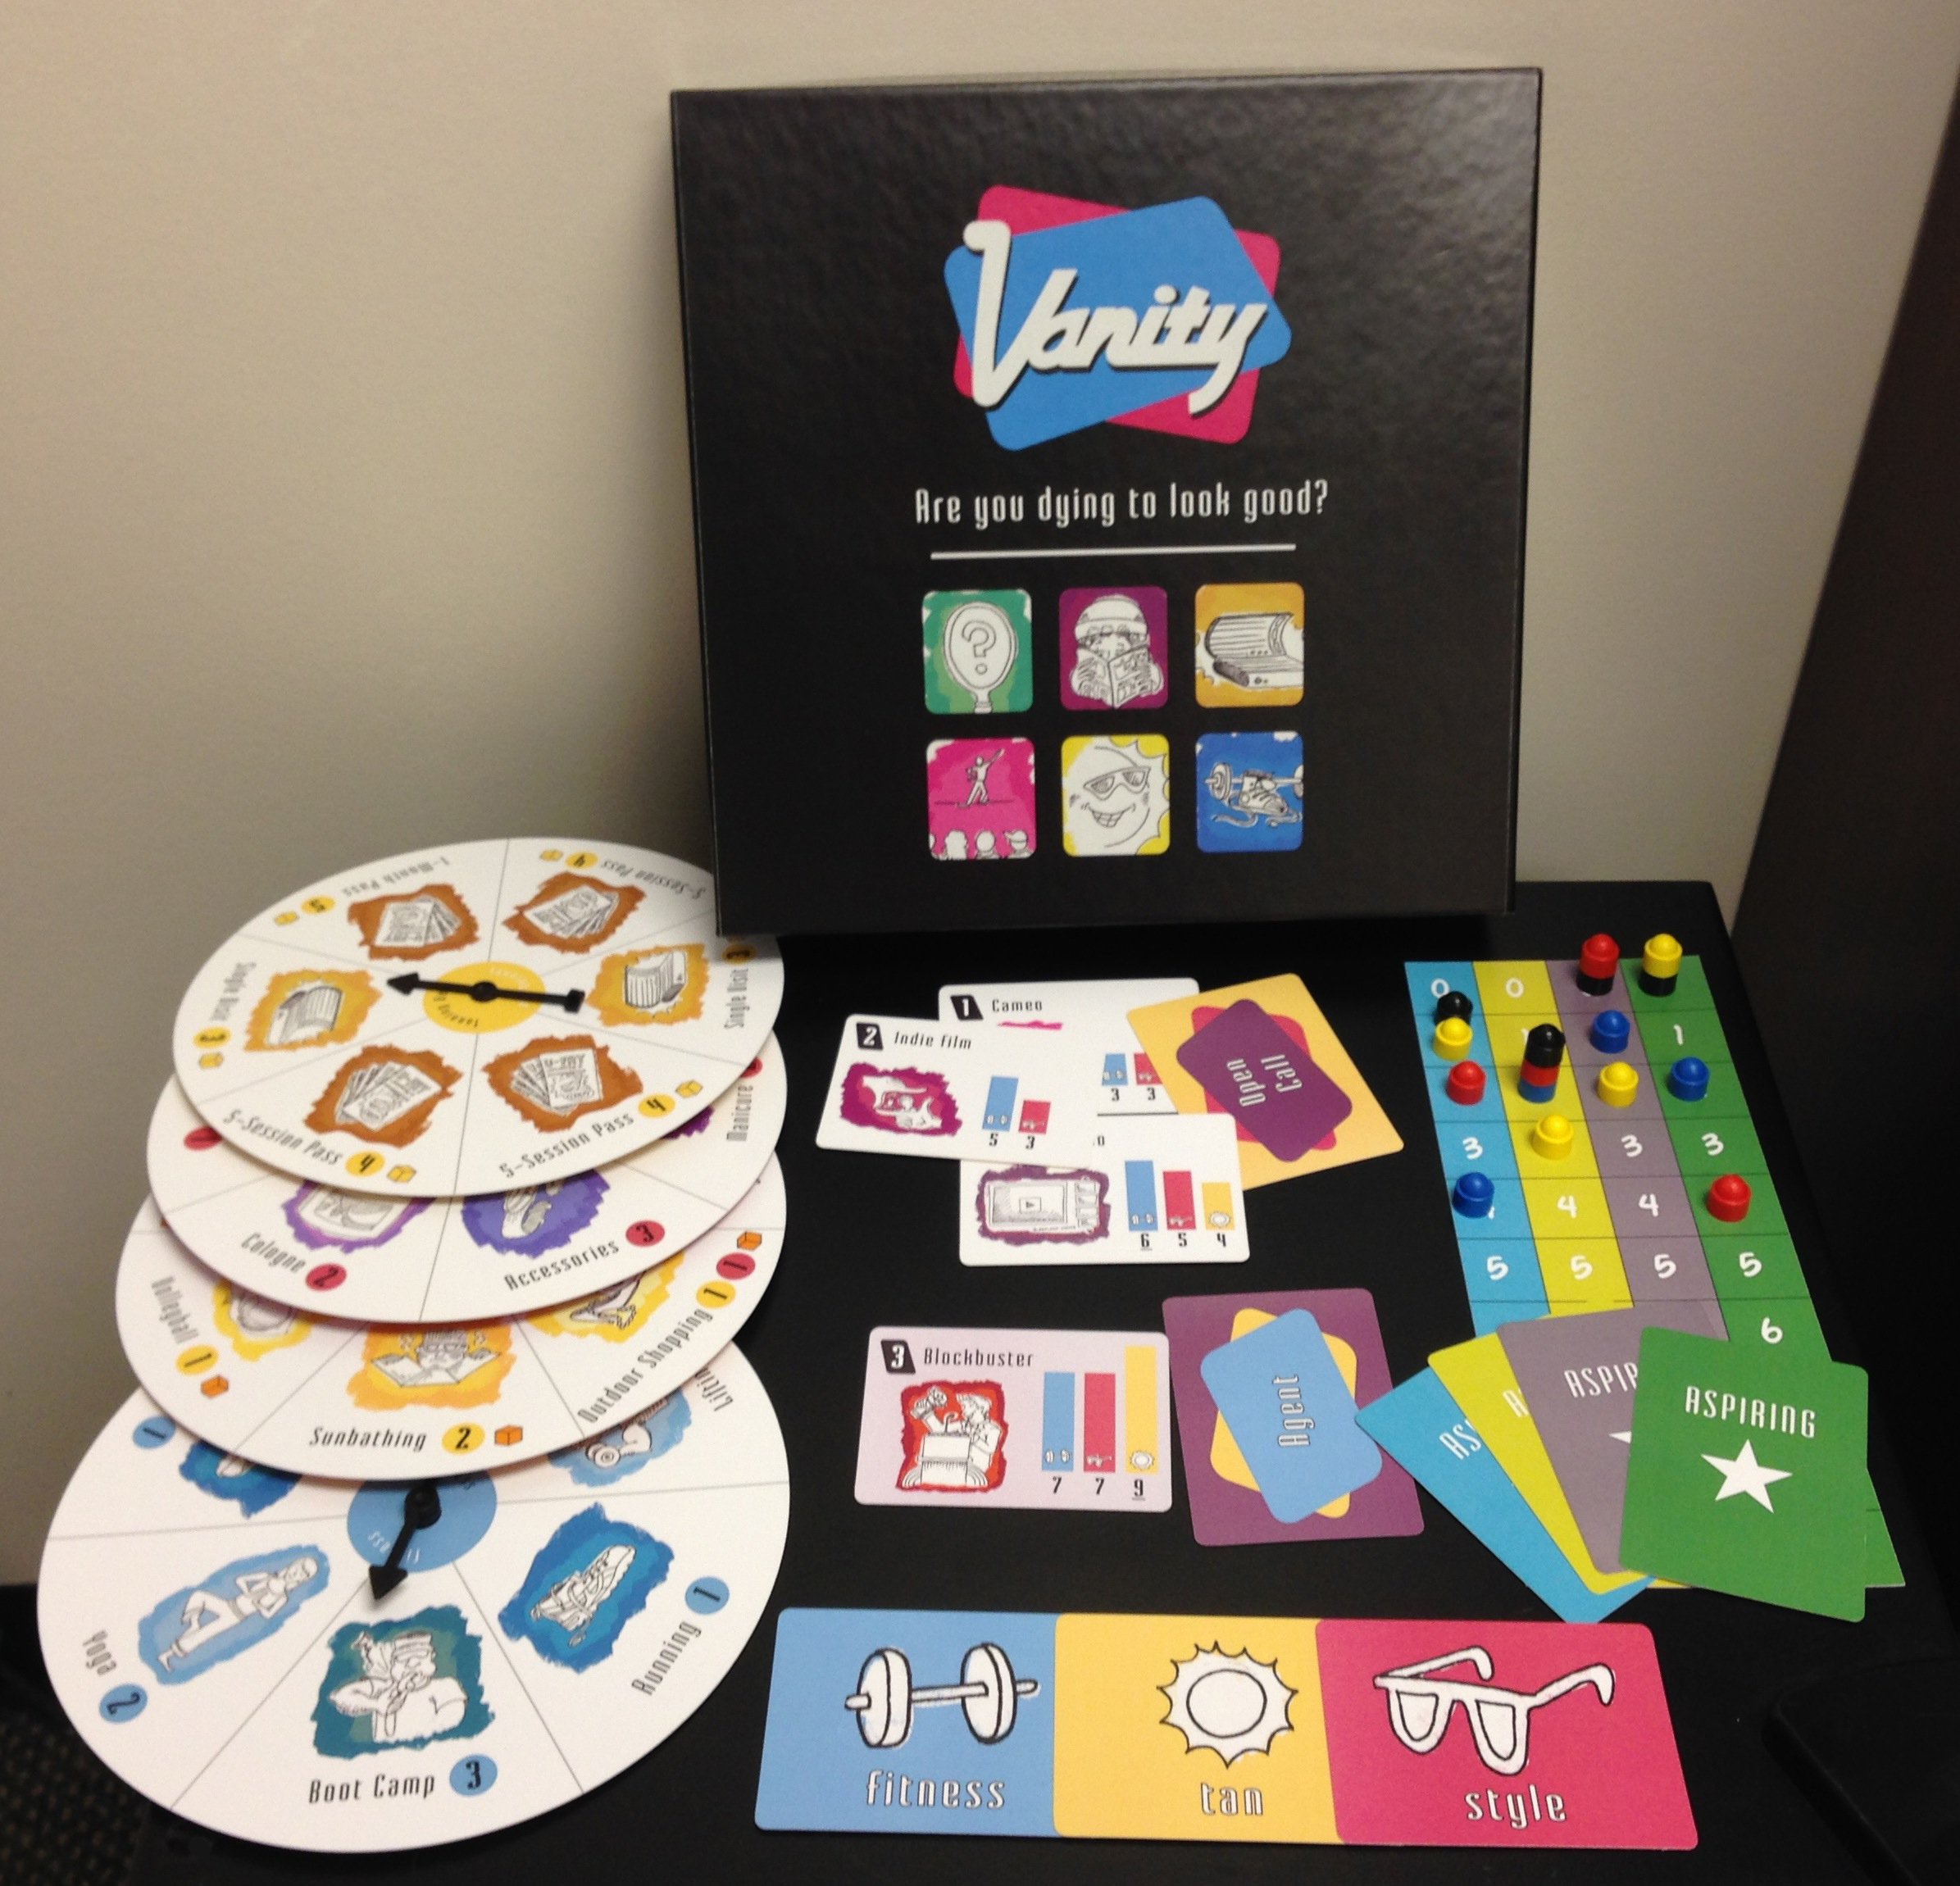 Vanity
Are you dying to look good?
?
1-Month Pass
5
5-Session Pass
4
Single Visit
3
5-Session Pass
4
5-Session Pass
4
Manicure
Cologne
2
Accessories
3
Volleyball
1
Sunbathing
2
Outdoor Shopping
1
1
1
Yoga
2
Boot Camp
3
Running
1
1 Cameo
3 3
2 Indie Film
5 3
6 5 4
Open
Call
3 Blockbuster
7 7 9
Agent
0 0
1
3 3 3
4 4
5 5 5 5
6
ASPIRING
fitness
tan
style